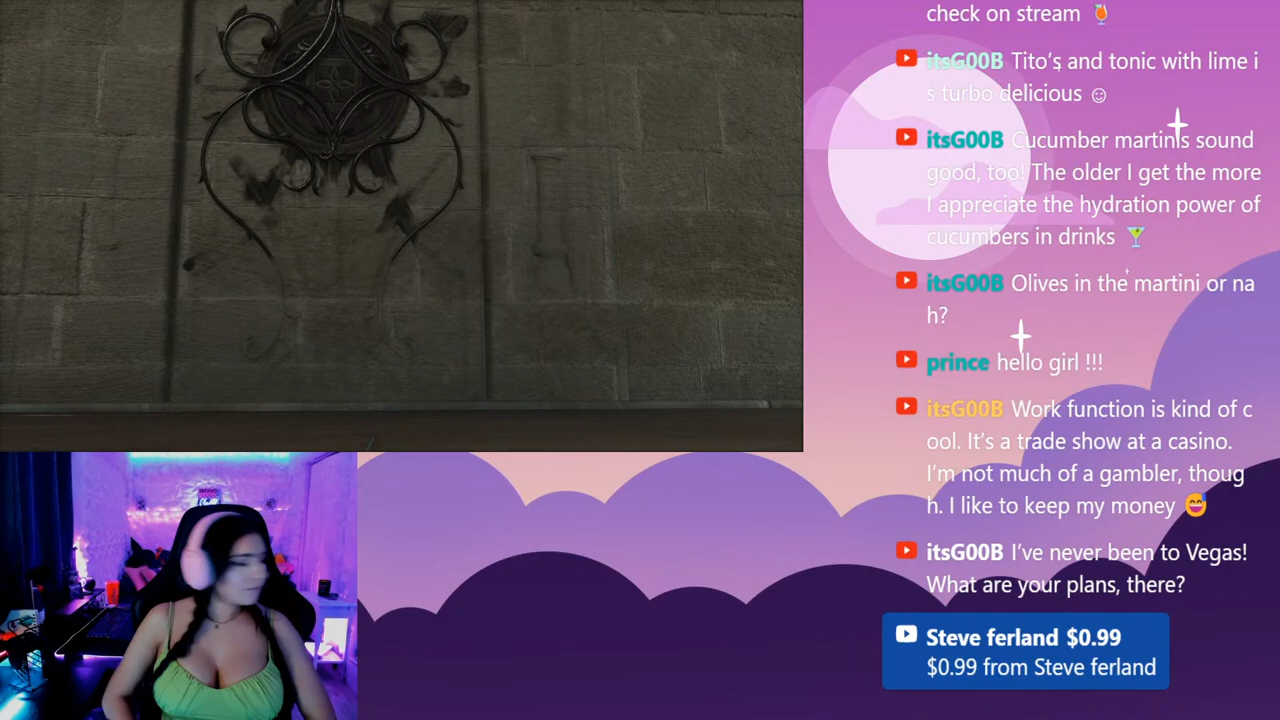 check on stream 🍹
itsG00B Tito's and tonic with lime i
s turbo delicious ☺
itsG00B Cucumber martinis sound
good, too! The older I get the more
I appreciate the hydration power of
cucumbers in drinks 🍸
itsG00B Olives in the martini or na
h?
prince hello girl !!!
itsG00B Work function is kind of c
ool. It's a trade show at a casino.
I'm not much of a gambler, thoug
h. I like to keep my money 😅
itsG00B I've never been to Vegas!
What are your plans, there?
Steve ferland $0.99
$0.99 from Steve ferland